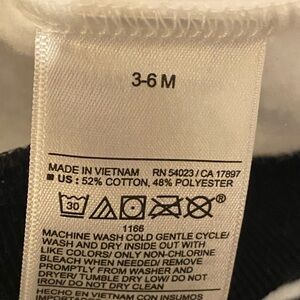 3-6 M
MADE IN VIETNAM RN 54023 / CA 17897
US : 52% COTTON, 48% POLYESTER
30
1166
MACHINE WASH COLD GENTLE CYCLE/
WASH AND DRY INSIDE OUT WITH
LIKE COLORS/ ONLY NON-CHLORINE
BLEACH WHEN NEEDED/ REMOVE
PROMPTLY FROM WASHER AND
DRYER/ TUMBLE DRY LOW/ DO NOT
IRON/ DO NOT DRY CLEAN
HECHO EN VIETNAM CON INSUMOS